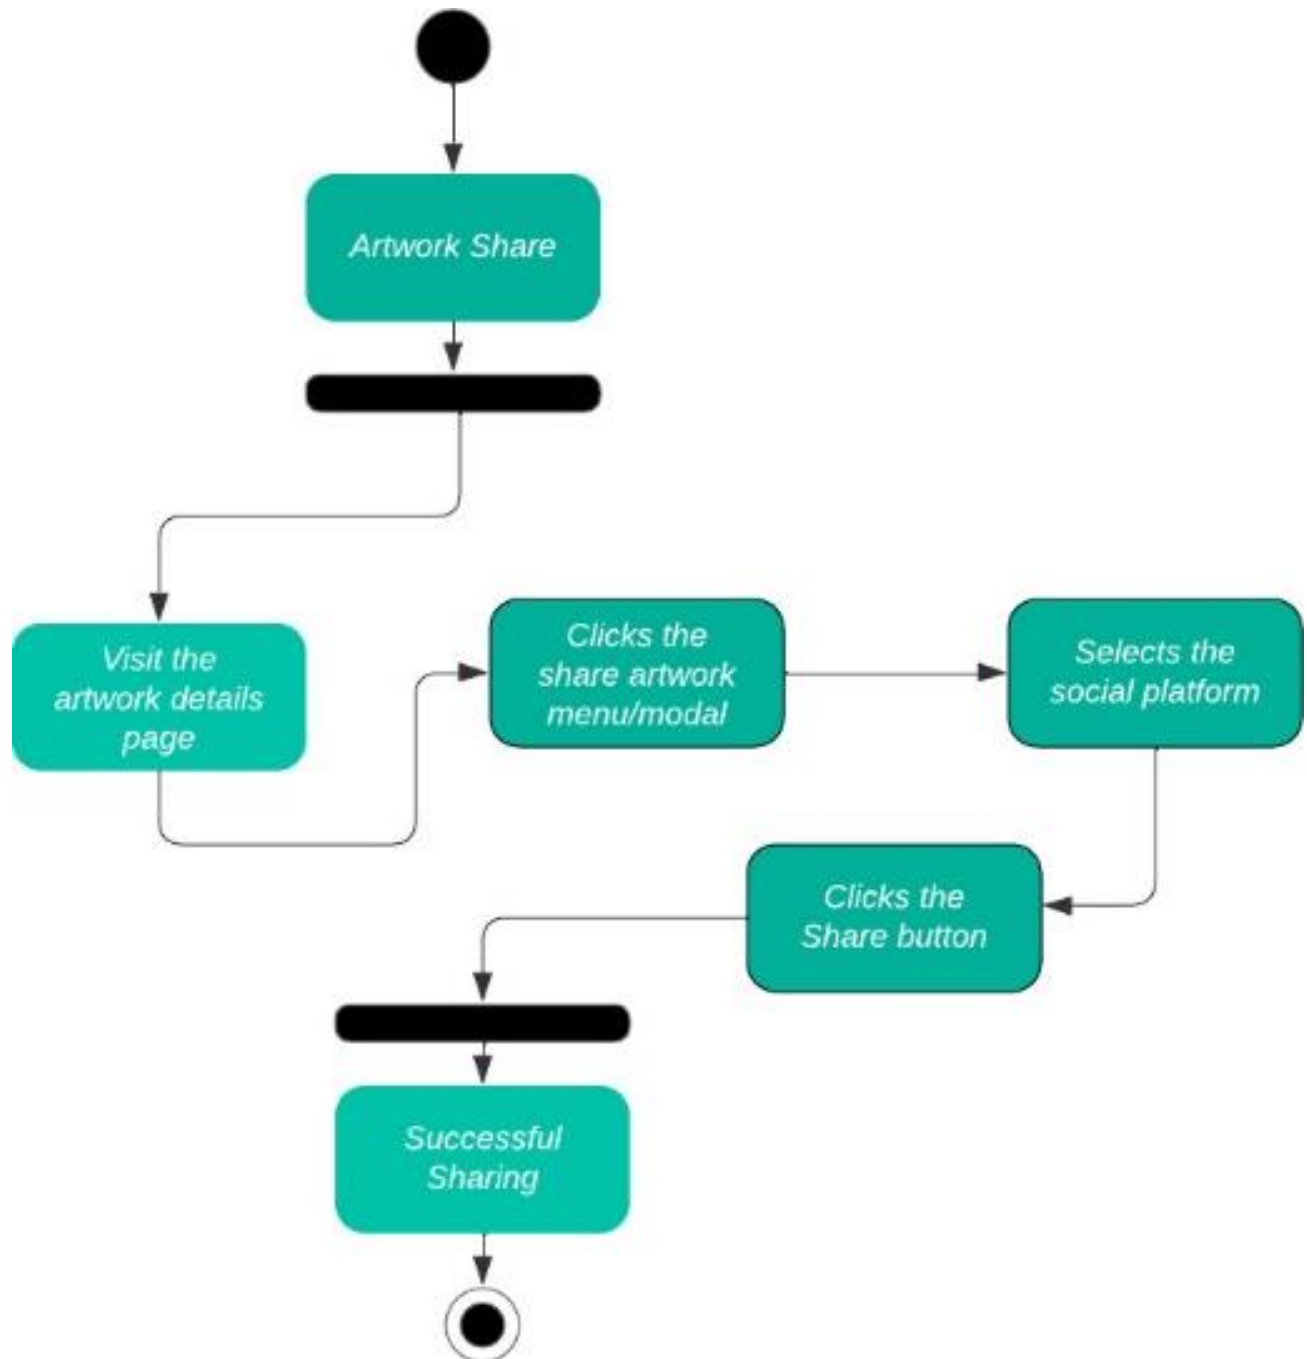 Artwork Share
Visit the
artwork details
page
Clicks the
share artwork
menu/modal
Selects the
social platform
Clicks the
Share button
Successful
Sharing